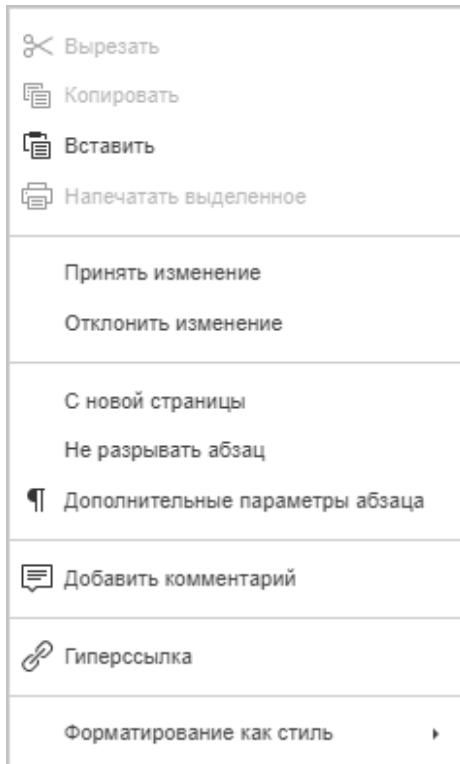 Вырезать
Копировать
Вставить
Напечатать выделенное
Принять изменение
Отклонить изменение
С новой страницы
Не разрывать абзац
Дополнительные параметры абзаца
Добавить комментарий
Гиперссылка
Форматирование как стиль